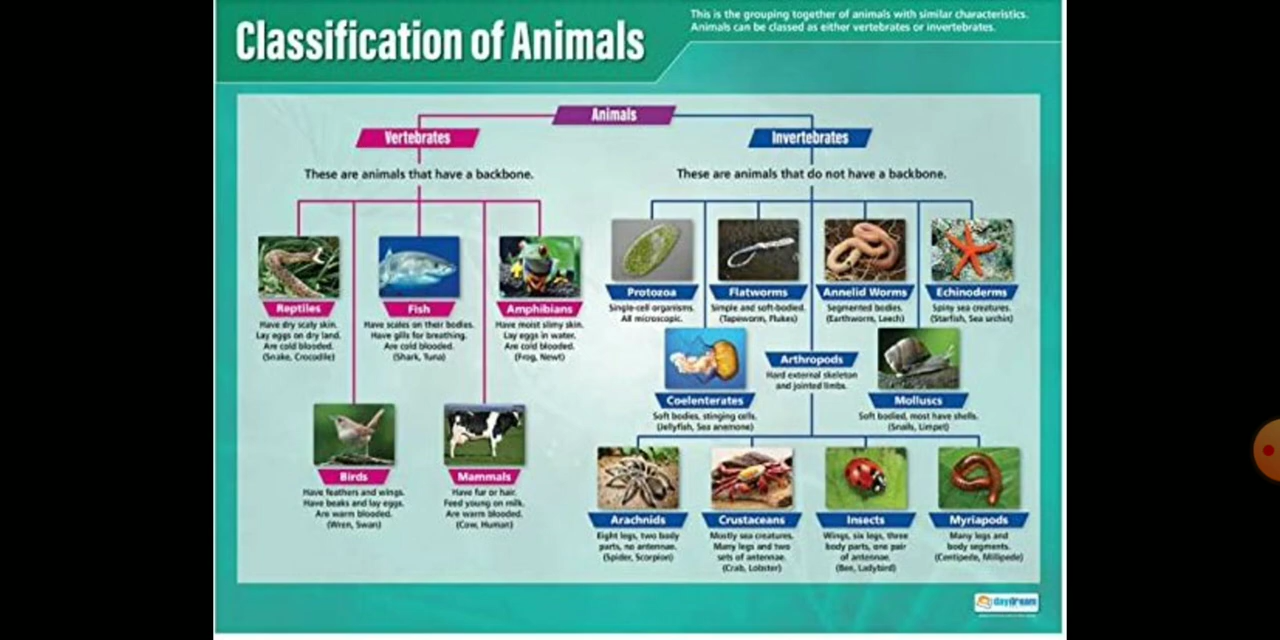 Classification of Animals
This is the grouping together of animals with similar characteristics.
Animals can be classed as either vertebrates or invertebrates.
Animals
Vertebrates
These are animals that have a backbone.
Reptiles
Have dry scaly skin.
Lay eggs on dry land.
Are cold blooded.
(Snake, Crocodile)
Fish
Have scales on their bodies.
Have gills for breathing.
Are cold blooded.
(Shark, Tuna)
Amphibians
Have moist slimy skin.
Lay eggs in water.
Are cold blooded.
(Frog, Newt)
Birds
Have feathers and wings.
Have beaks and lay eggs.
Are warm blooded.
(Wren, Swan)
Mammals
Have fur or hair.
Feed young on milk.
Are warm blooded.
(Cow, Human)
Invertebrates
These are animals that do not have a backbone.
Protozoa
Single-cell organisms.
All microscopic.
Flatworms
Simple and soft-bodied.
(Tapeworm, Flukes)
Annelid Worms
Segmented bodies.
(Earthworm, Leech)
Echinoderms
Spiny sea creatures.
(Starfish, Sea urchin)
Coelenterates
Soft bodies, stinging cells.
(Jellyfish, Sea anemone)
Arthropods
Hard external skeleton
and jointed limbs.
Molluscs
Soft bodied, most have shells.
(Snails, Limpet)
Arachnids
Eight legs, two body
parts, no antennae.
(Spider, Scorpion)
Crustaceans
Mostly sea creatures.
Many legs and two
sets of antennae.
(Crab, Lobster)
Insects
Wings, six legs, three
body parts, one pair
of antennae.
(Bee, Ladybird)
Myriapods
Many legs and
body segments.
(Centipede, Millipede)
daydream